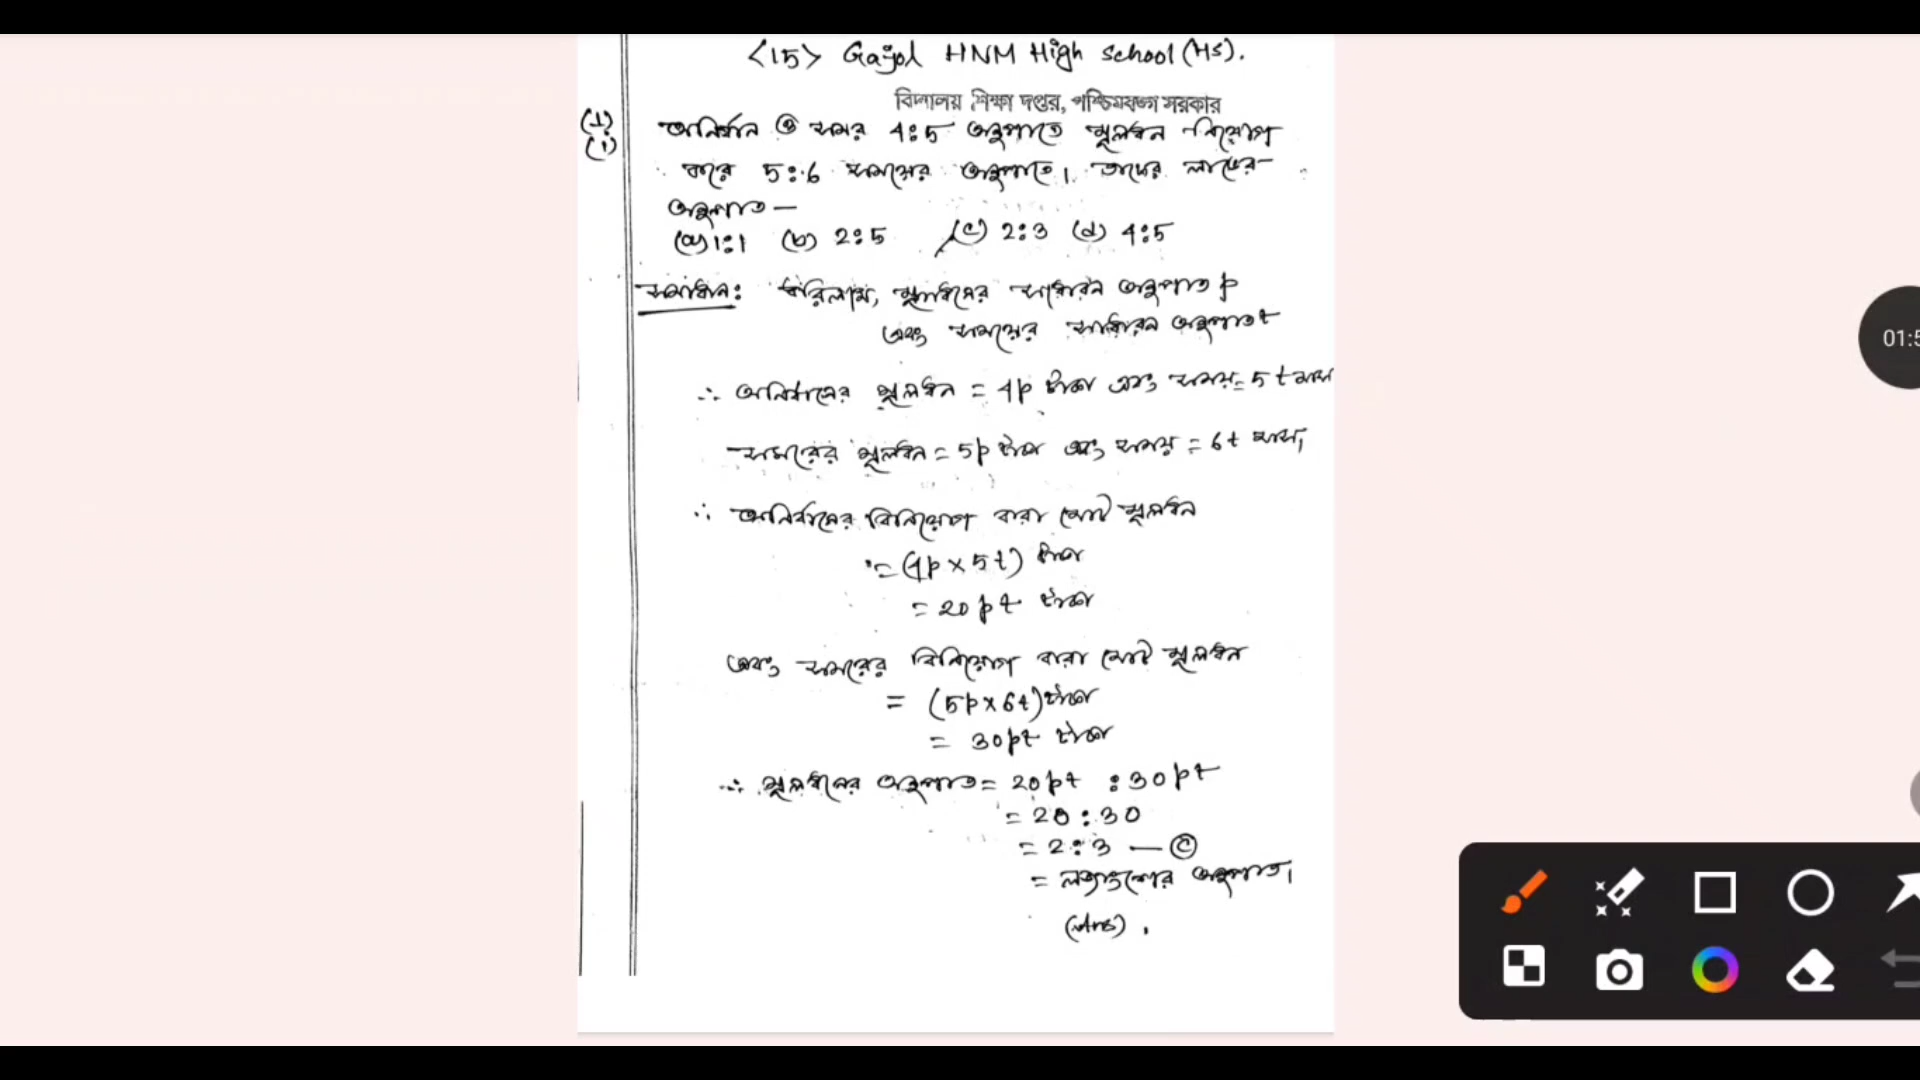 <15> Gajol HNM High School (HS).
বিদ্যালয় শিক্ষা দপ্তর, পশ্চিমবঙ্গ সরকার
(1) অনির্বান ও সমর 4:5 অনুপাতে মূলধন নিয়োগ
(i) করে 5:6 সময়ের অনুপাতে। তাদের লাভের
অনুপাত —
(a) 1:1 (b) 2:5 (c) 2:3 (d) 4:5
সমাধান: ধরিলাম, মূলধনের সাধারন অনুপাত p
এবং সময়ের সাধারন অনুপাত t
∴ অনির্বানের মূলধন = 4p টাকা এবং সময় = 5t মাস
সমরের মূলধন = 5p টাকা এবং সময় = 6t মাস।
∴ অনির্বানের বিনিয়োগ করা মোট মূলধন
= (4p × 5t) টাকা
= 20pt টাকা
এবং সমরের বিনিয়োগ করা মোট মূলধন
= (5p × 6t) টাকা
= 30pt টাকা
∴ মূলধনের অনুপাত = 20pt : 30pt
= 20 : 30
= 2:3 — ©
= লভ্যাংশের অনুপাত।
(Ans).
01:5